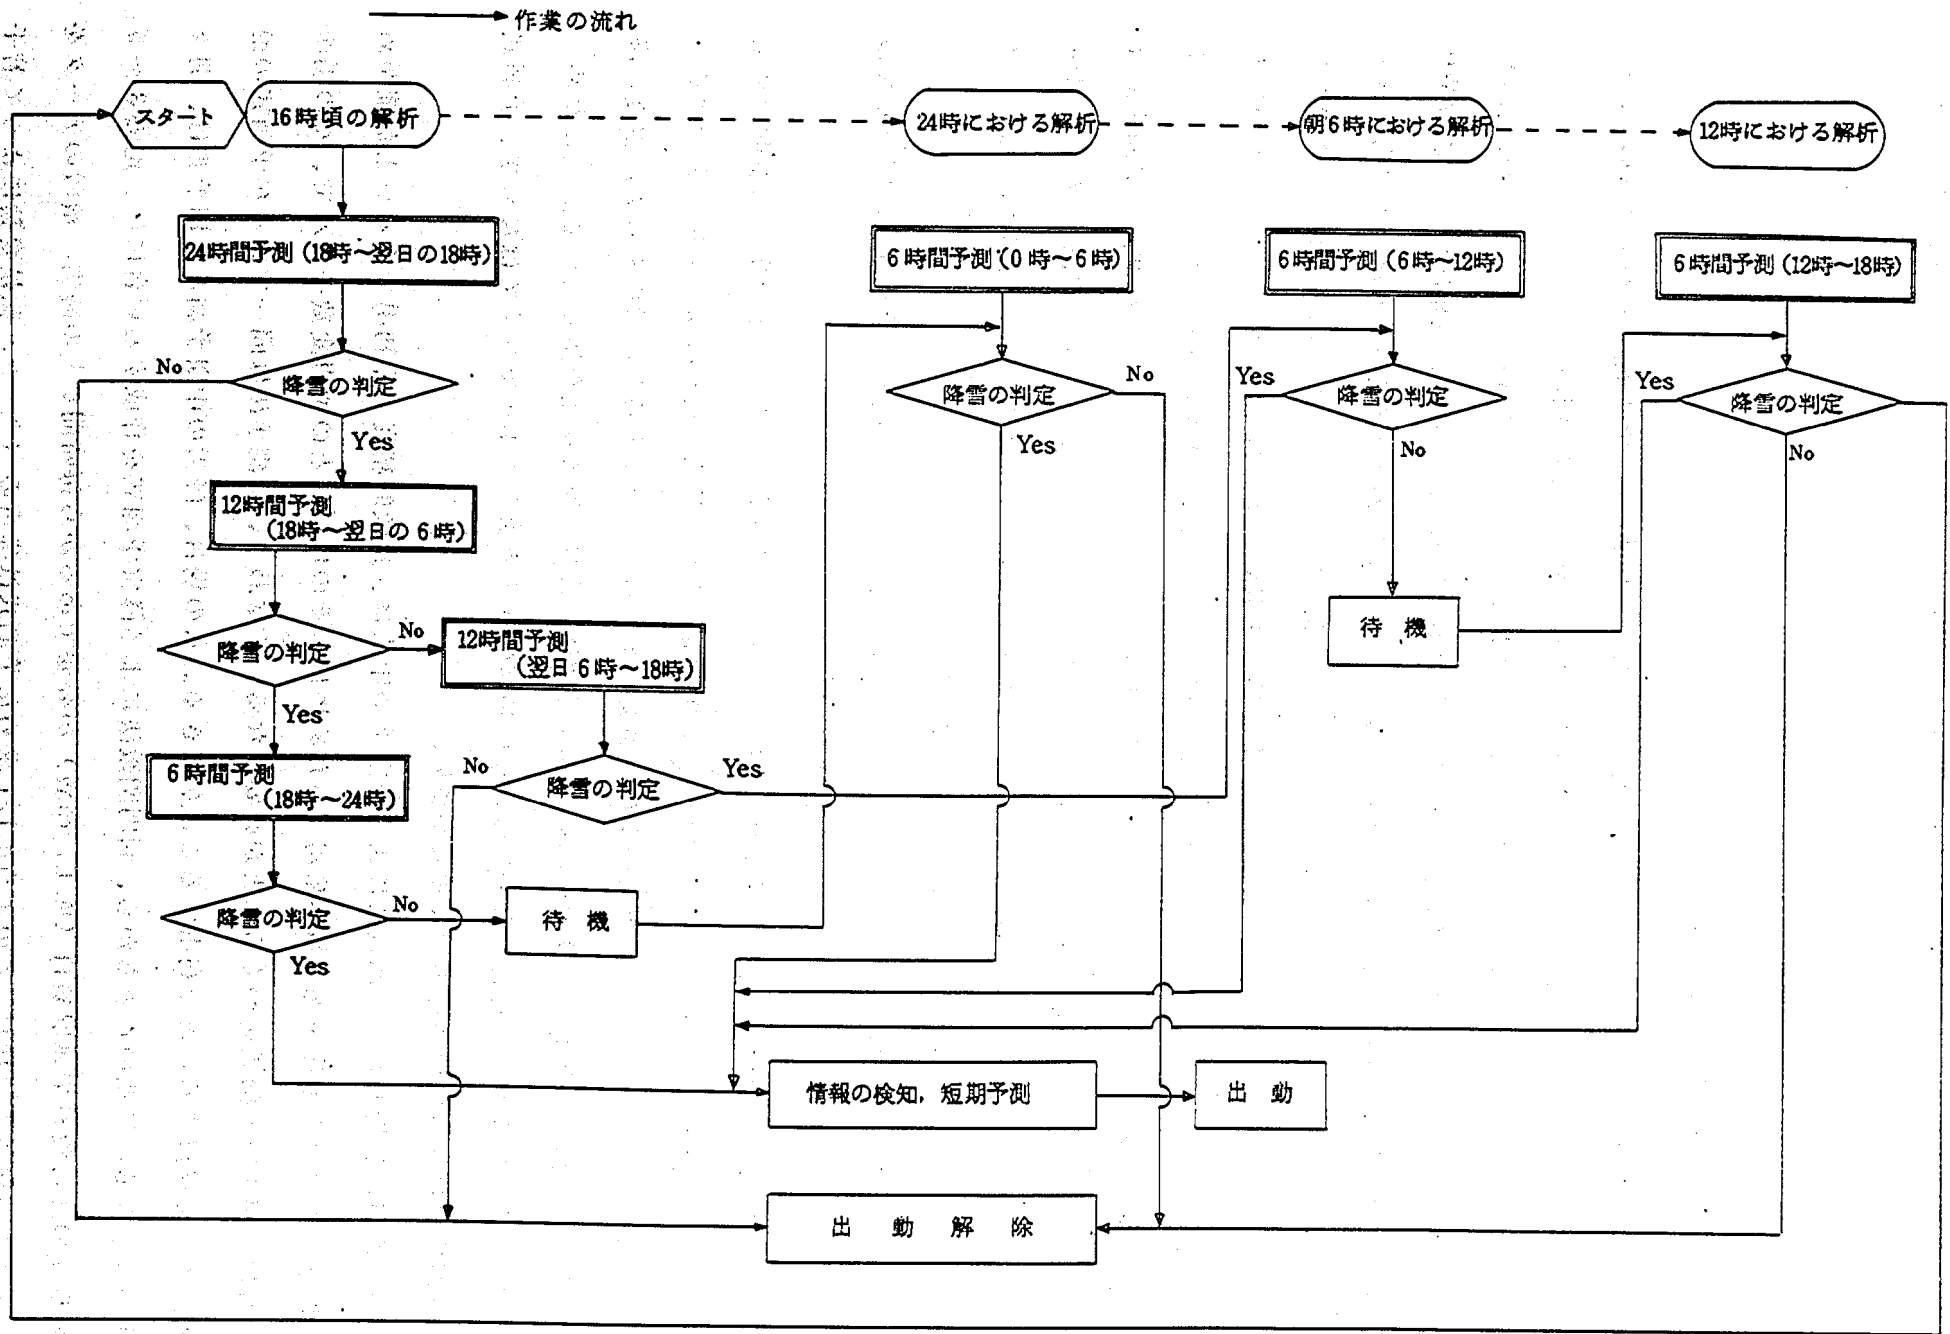 作業の流れ
スタート
16時頃の解析
24時における解析
朝6時における解析
12時における解析
24時間予測 (18時〜翌日の18時)
6時間予測 (0時〜6時)
6時間予測 (6時〜12時)
6時間予測 (12時〜18時)
No
降雪の判定
Yes
降雪の判定
No
Yes
Yes
降雪の判定
No
Yes
降雪の判定
No
12時間予測
(18時〜翌日の6時)
降雪の判定
No
Yes
12時間予測
(翌日6時〜18時)
待機
6時間予測
(18時〜24時)
No
降雪の判定
Yes
降雪の判定
No
Yes
待機
情報の検知, 短期予測
出動
出動解除